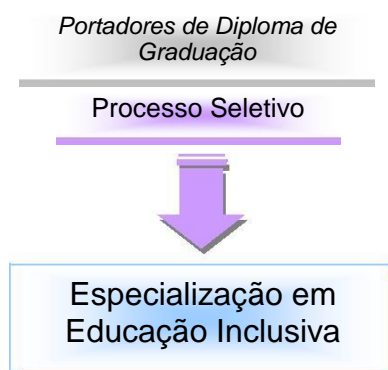 Portadores de Diploma de
Graduação
Processo Seletivo
Especialização em
Educação Inclusiva